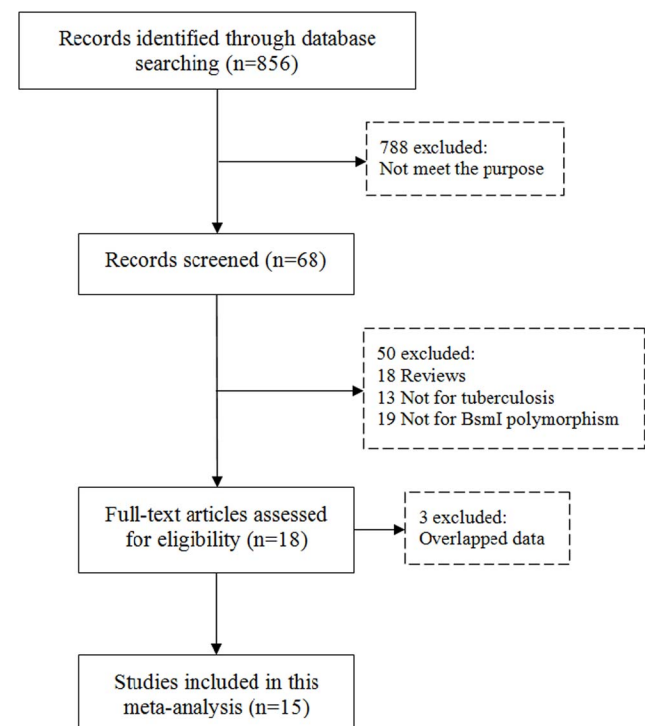 Records identified through database
searching (n=856)
788 excluded:
Not meet the purpose
Records screened (n=68)
50 excluded:
18 Reviews
13 Not for tuberculosis
19 Not for BsmI polymorphism
Full-text articles assessed
for eligibility (n=18)
3 excluded:
Overlapped data
Studies included in this
meta-analysis (n=15)